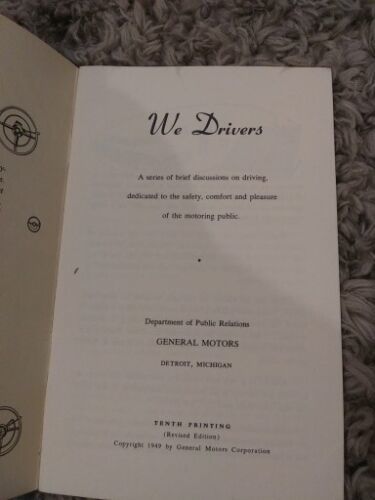 We Drivers
A series of brief discussions on driving,
dedicated to the safety, comfort and pleasure
of the motoring public.
Department of Public Relations
GENERAL MOTORS
DETROIT, MICHIGAN
TENTH PRINTING
(Revised Edition)
Copyright 1949 by General Motors Corporation